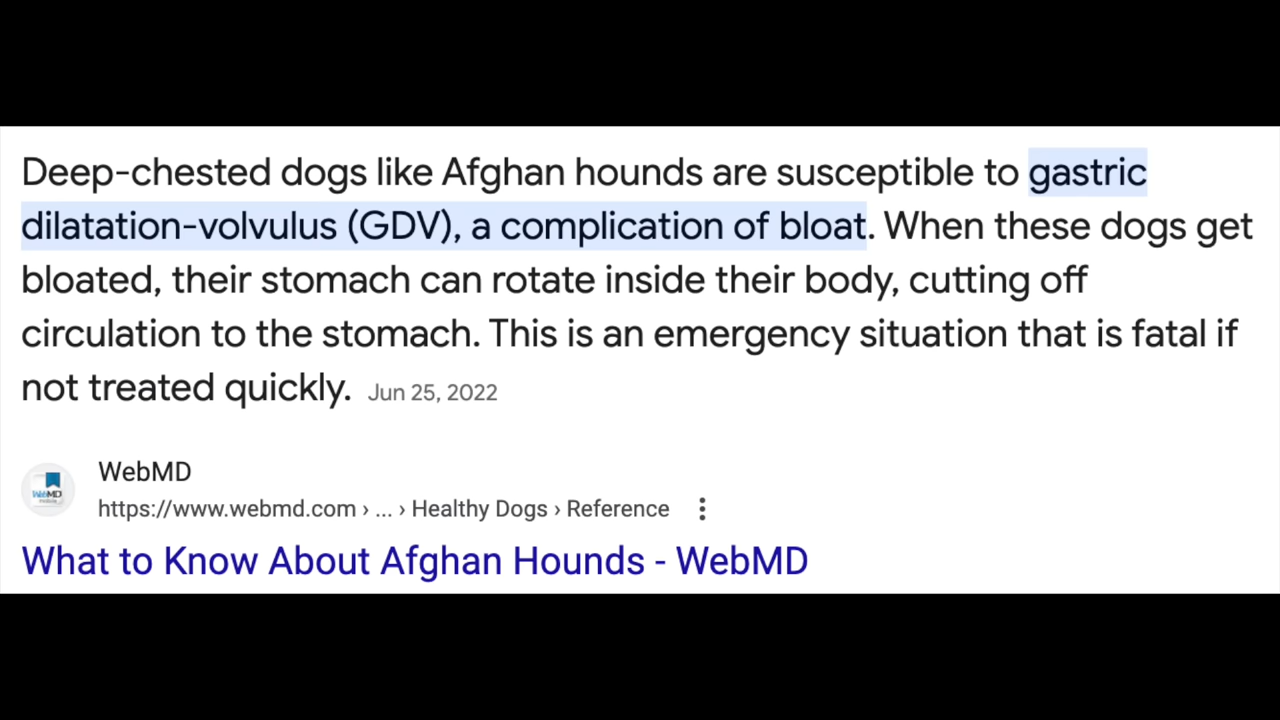 Deep-chested dogs like Afghan hounds are susceptible to gastric
dilatation-volvulus (GDV), a complication of bloat. When these dogs get
bloated, their stomach can rotate inside their body, cutting off
circulation to the stomach. This is an emergency situation that is fatal if
not treated quickly. Jun 25, 2022
WebMD
WebMD
https://www.webmd.com › ... › Healthy Dogs › Reference
What to Know About Afghan Hounds - WebMD